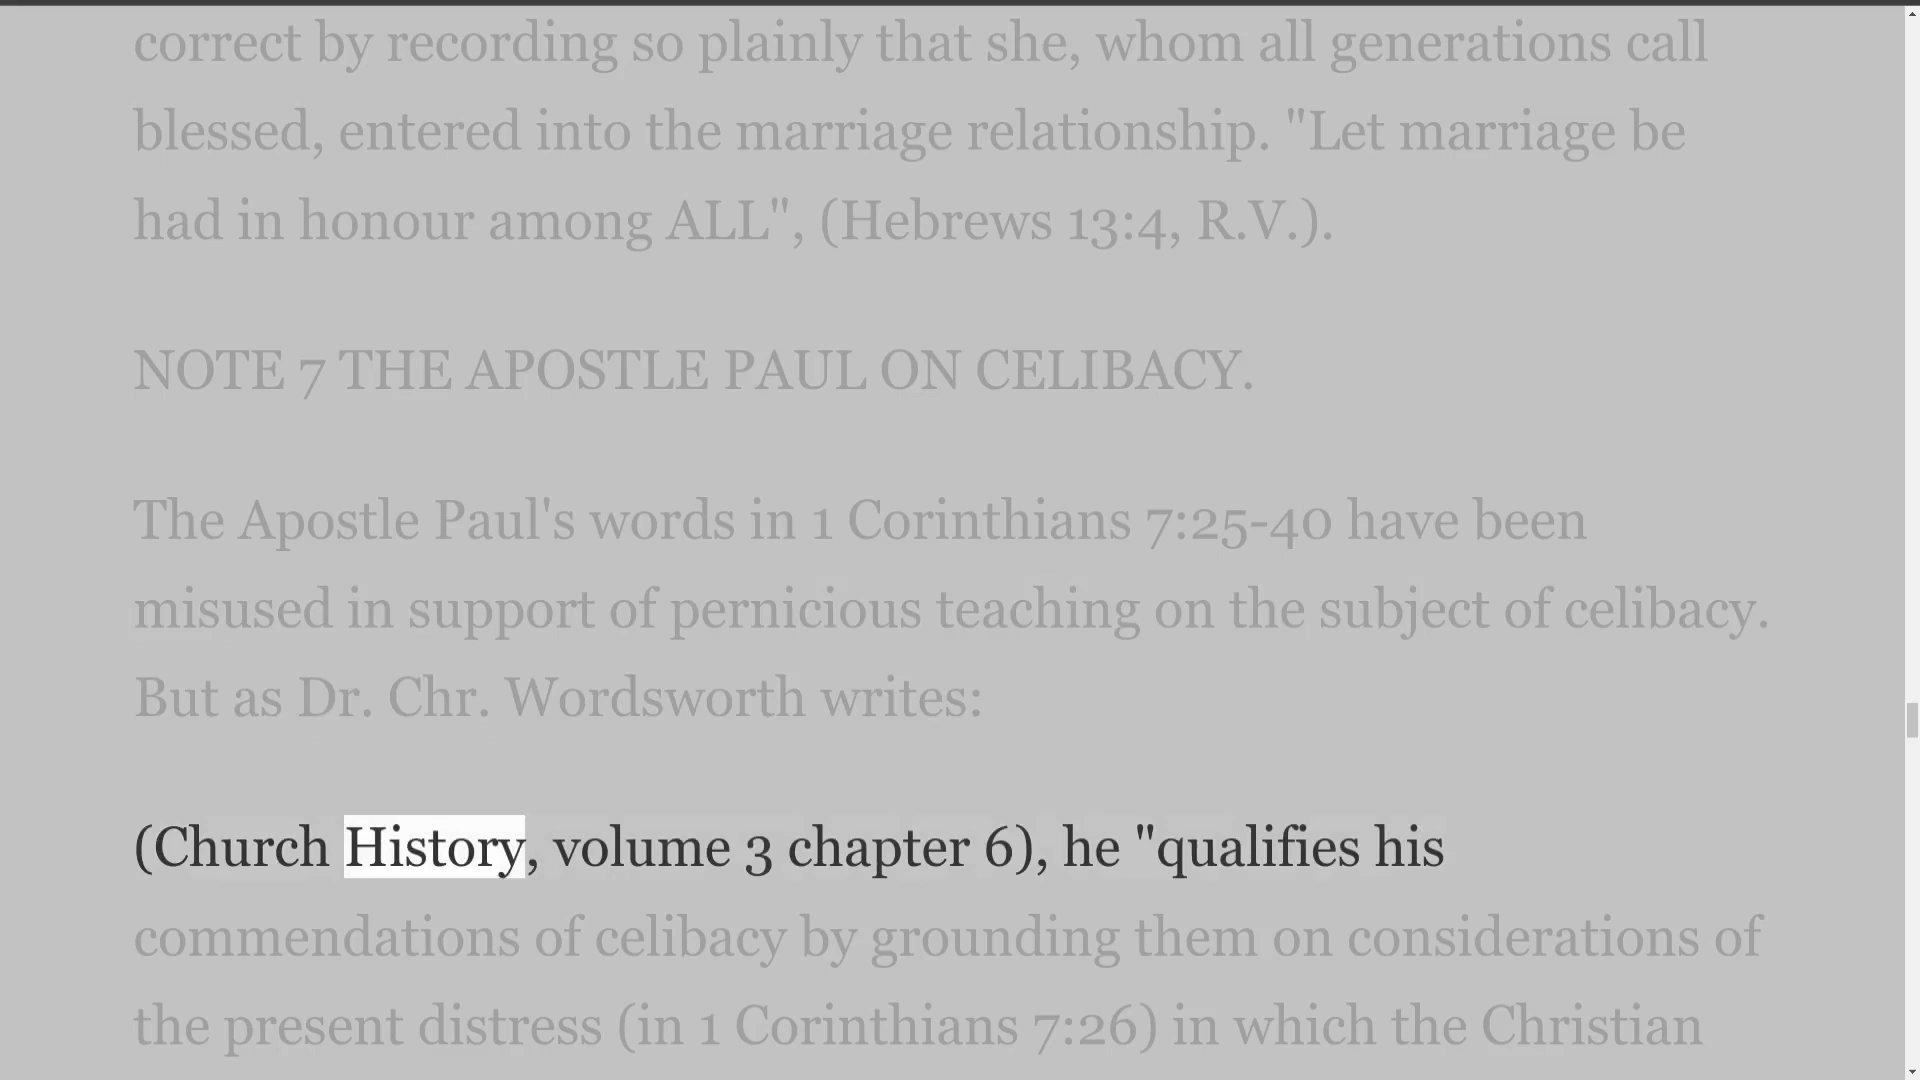 correct by recording so plainly that she, whom all generations call
blessed, entered into the marriage relationship. "Let marriage be
had in honour among ALL", (Hebrews 13:4, R.V.).
NOTE 7 THE APOSTLE PAUL ON CELIBACY.
The Apostle Paul's words in 1 Corinthians 7:25-40 have been
misused in support of pernicious teaching on the subject of celibacy.
But as Dr. Chr. Wordsworth writes:
(Church History, volume 3 chapter 6), he "qualifies his
commendations of celibacy by grounding them on considerations of
the present distress (in 1 Corinthians 7:26) in which the Christian